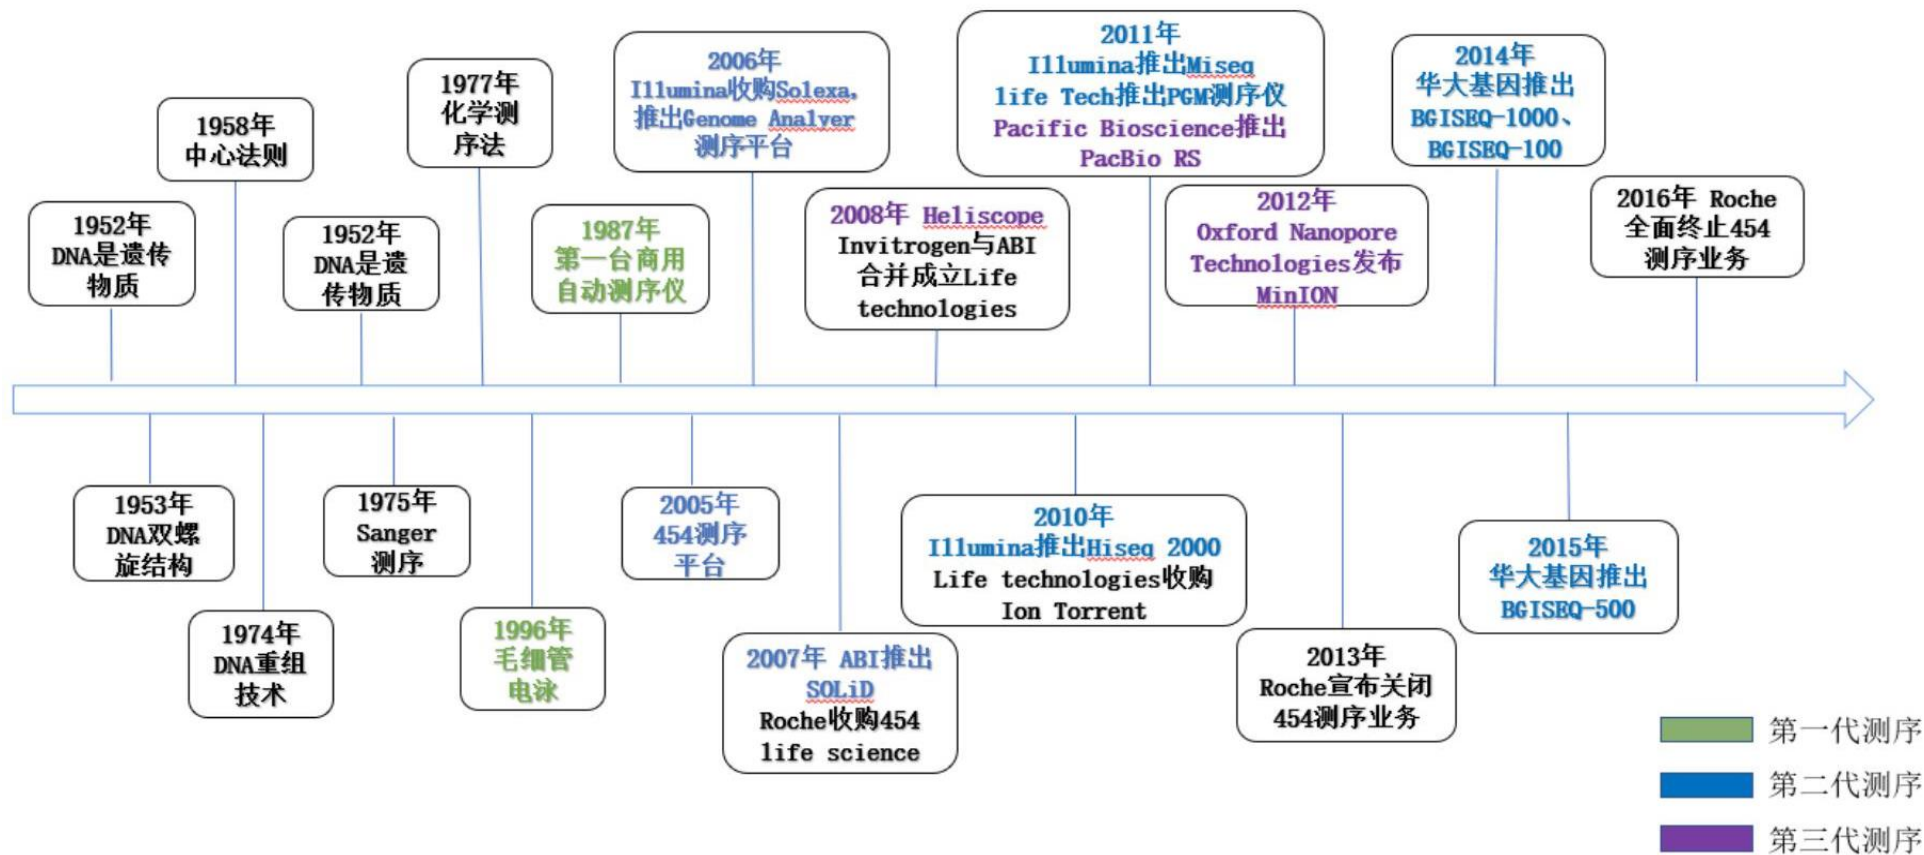 1952年
DNA是遗传
物质
1958年
中心法则
1952年
DNA是遗
传物质
1977年
化学测
序法
1987年
第一台商用
自动测序仪
2006年
Illumina收购Solexa,
推出Genome Analyer
测序平台
2008年 Heliscope
Invitrogen与ABI
合并成立Life
technologies
2011年
Illumina推出Miseq
life Tech推出PGM测序仪
Pacific Bioscience推出
PacBio RS
2012年
Oxford Nanopore
Technologies发布
MinION
2014年
华大基因推出
BGISEQ-1000、
BGISEQ-100
2016年 Roche
全面终止454
测序业务
1953年
DNA双螺
旋结构
1974年
DNA重组
技术
1975年
Sanger
测序
1996年
毛细管
电泳
2005年
454测序
平台
2007年 ABI推出
SOLiD
Roche收购454
life science
2010年
Illumina推出Hiseq 2000
Life technologies收购
Ion Torrent
2013年
Roche宣布关闭
454测序业务
2015年
华大基因推出
BGISEQ-500
第一代测序
第二代测序
第三代测序